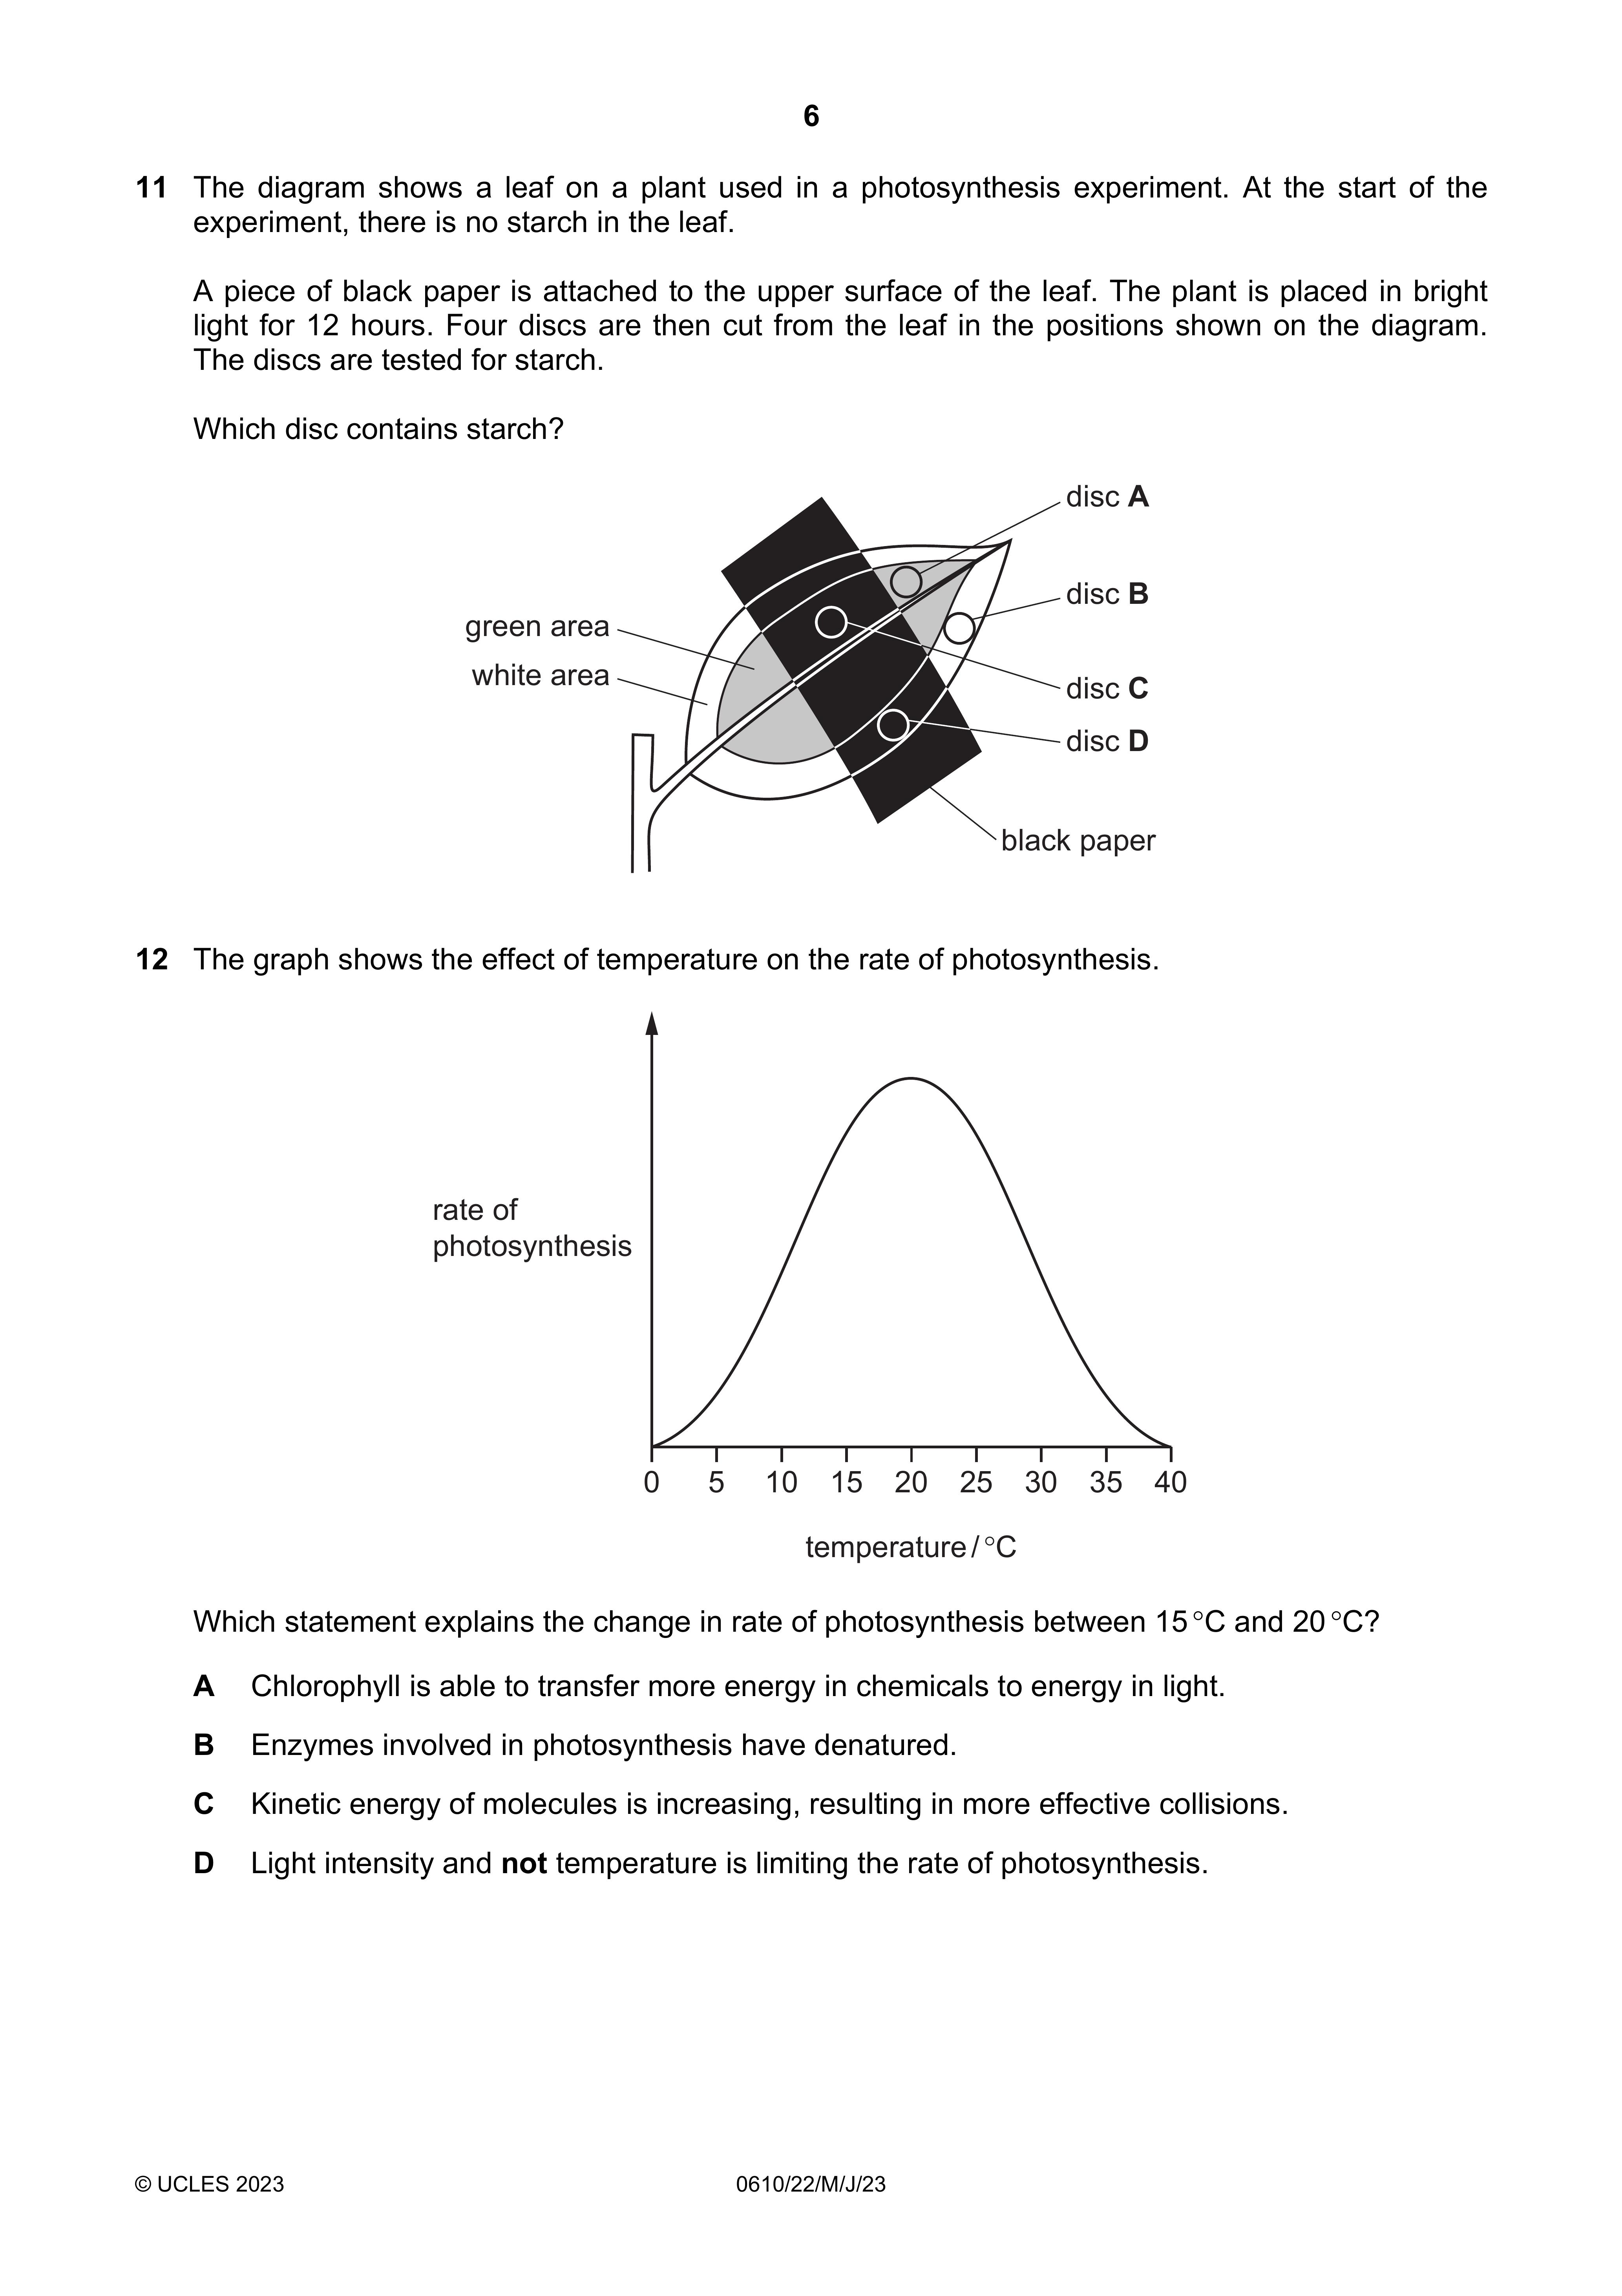 6
11 The diagram shows a leaf on a plant used in a photosynthesis experiment. At the start of the
experiment, there is no starch in the leaf.
A piece of black paper is attached to the upper surface of the leaf. The plant is placed in bright
light for 12 hours. Four discs are then cut from the leaf in the positions shown on the diagram.
The discs are tested for starch.
Which disc contains starch?
disc A
disc B
green area
white area
disc C
disc D
black paper
12 The graph shows the effect of temperature on the rate of photosynthesis.
rate of
photosynthesis
0 5 10 15 20 25 30 35 40
temperature / °C
Which statement explains the change in rate of photosynthesis between 15 °C and 20 °C?
A Chlorophyll is able to transfer more energy in chemicals to energy in light.
B Enzymes involved in photosynthesis have denatured.
C Kinetic energy of molecules is increasing, resulting in more effective collisions.
D Light intensity and not temperature is limiting the rate of photosynthesis.
© UCLES 2023 0610/22/M/J/23